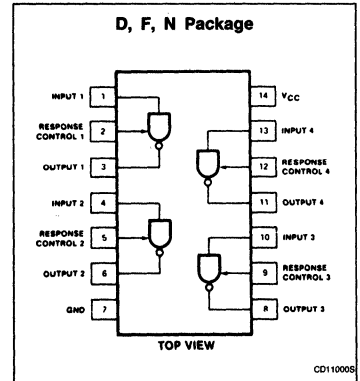 D, F, N Package
INPUT 1 1
RESPONSE CONTROL 1 2
OUTPUT 1 3
INPUT 2 4
RESPONSE CONTROL 2 5
OUTPUT 2 6
GND 7
14 VCC
13 INPUT 4
12 RESPONSE CONTROL 4
11 OUTPUT 4
10 INPUT 3
9 RESPONSE CONTROL 3
8 OUTPUT 3
TOP VIEW
CD11000S